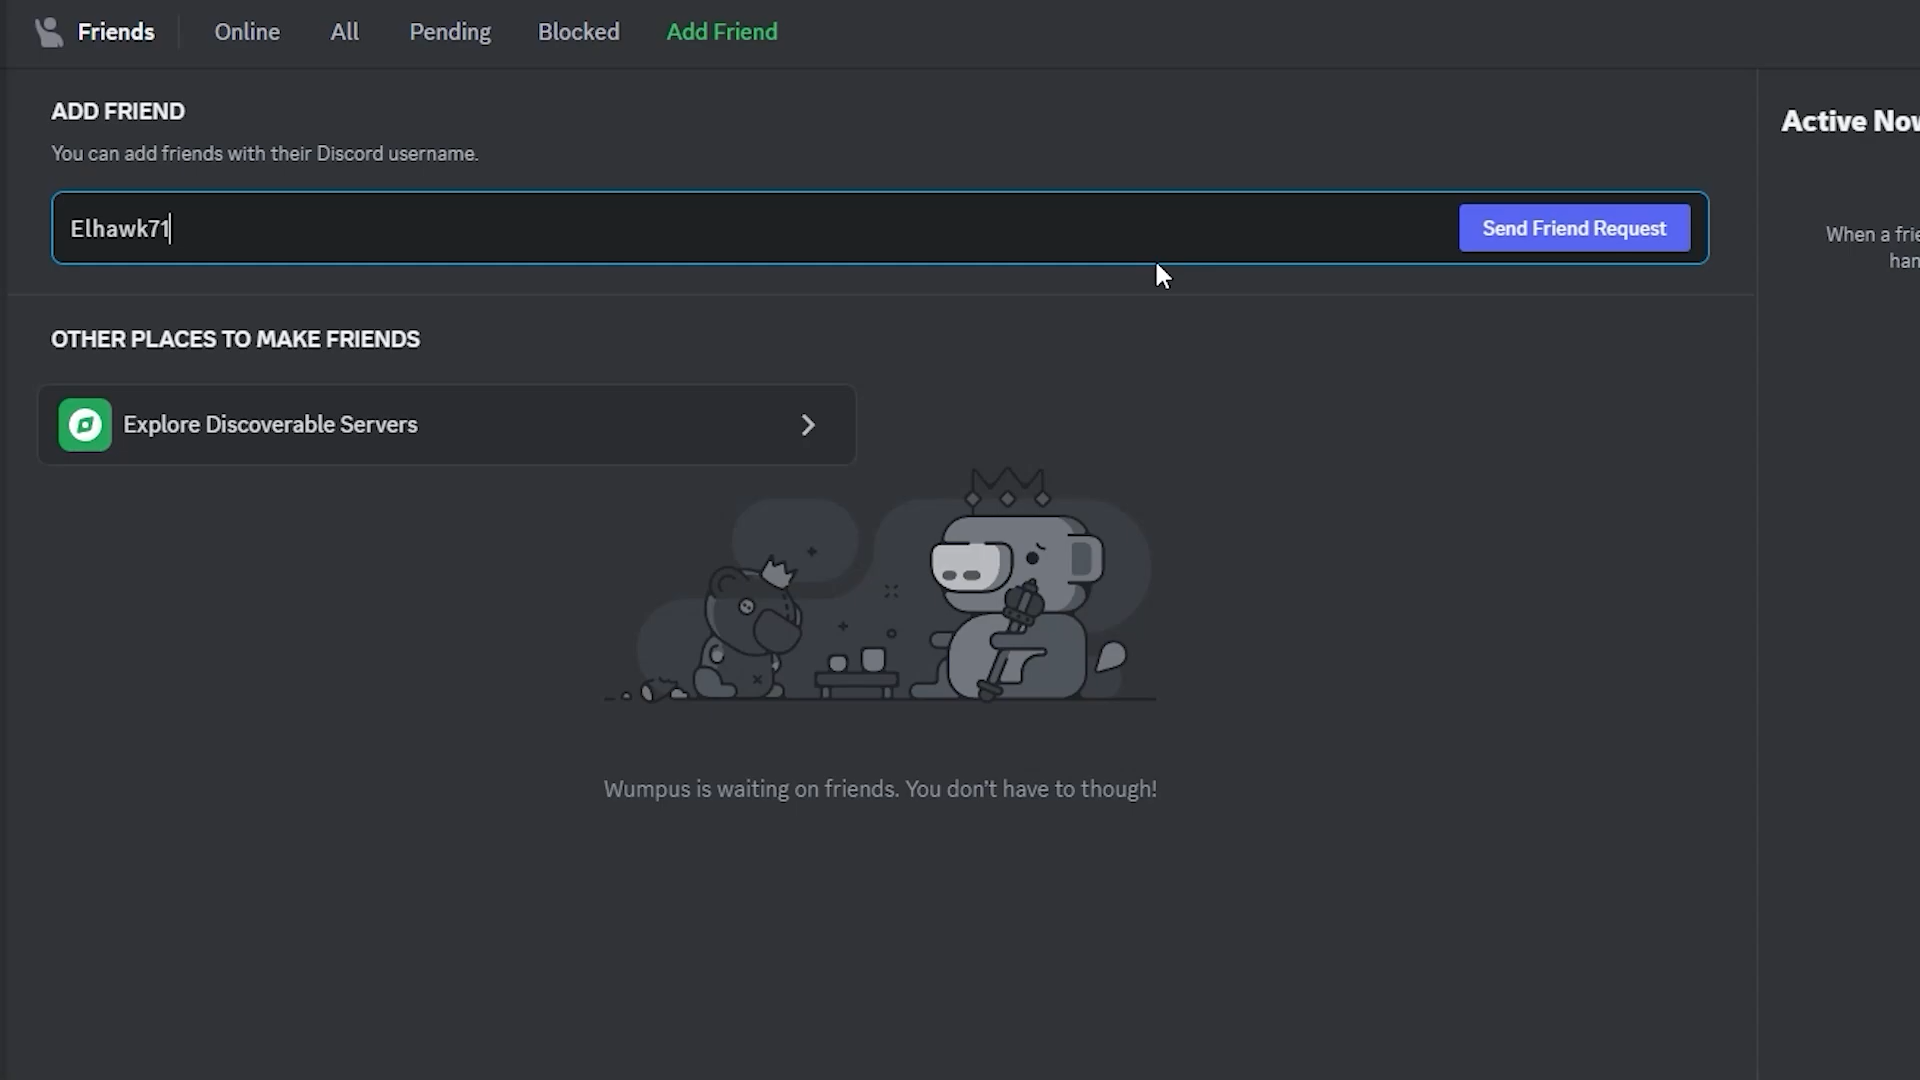 Friends
Online
All
Pending
Blocked
Add Friend
ADD FRIEND
You can add friends with their Discord username.
Elhawk71
Send Friend Request
OTHER PLACES TO MAKE FRIENDS
Explore Discoverable Servers
Wumpus is waiting on friends. You don't have to though!
Active
When a